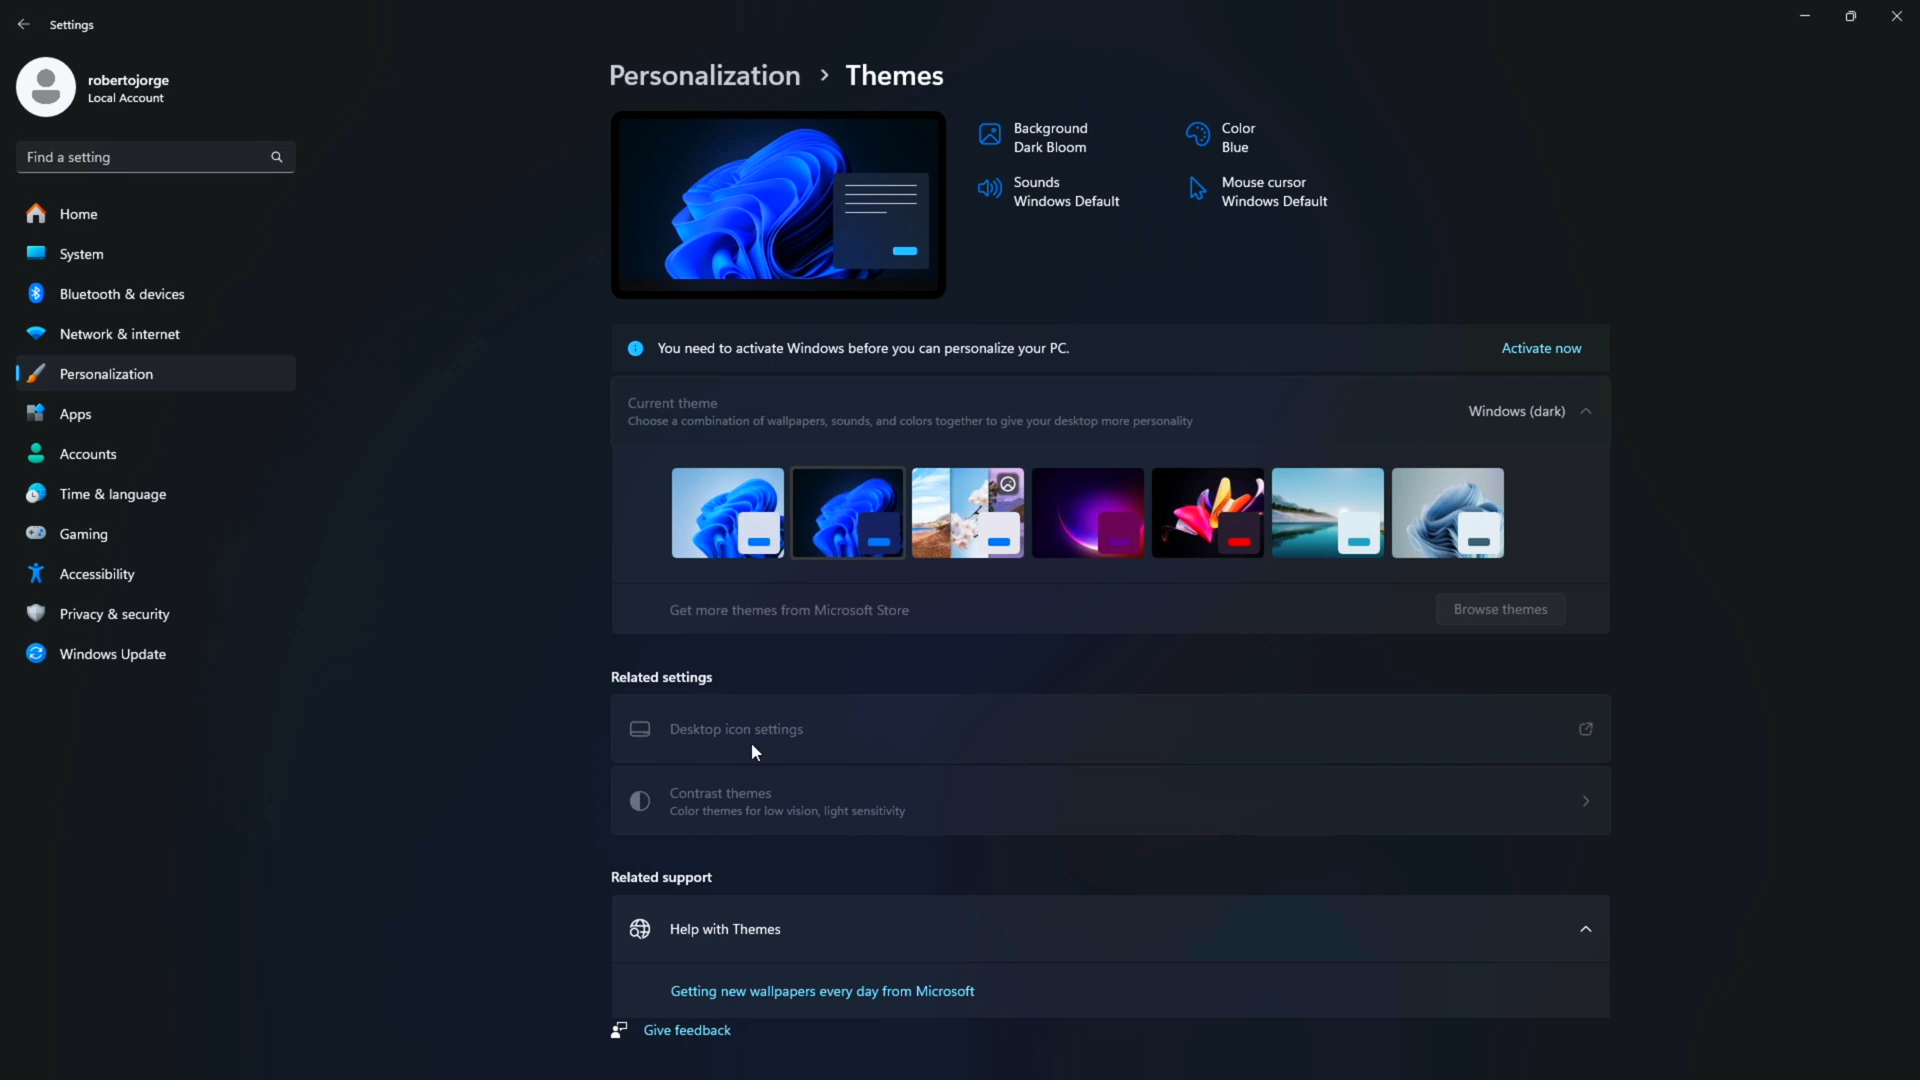 Settings
robertojorge
Local Account
Find a setting
Home
System
Bluetooth & devices
Network & internet
Personalization
Apps
Accounts
Time & language
Gaming
Accessibility
Privacy & security
Windows Update
Personalization > Themes
Background
Dark Bloom
Color
Blue
Sounds
Windows Default
Mouse cursor
Windows Default
You need to activate Windows before you can personalize your PC.
Activate now
Current theme
Choose a combination of wallpapers, sounds, and colors together to give your desktop more personality
Windows (dark)
Get more themes from Microsoft Store
Browse themes
Related settings
Desktop icon settings
Contrast themes
Color themes for low vision, light sensitivity
Related support
Help with Themes
Getting new wallpapers every day from Microsoft
Give feedback